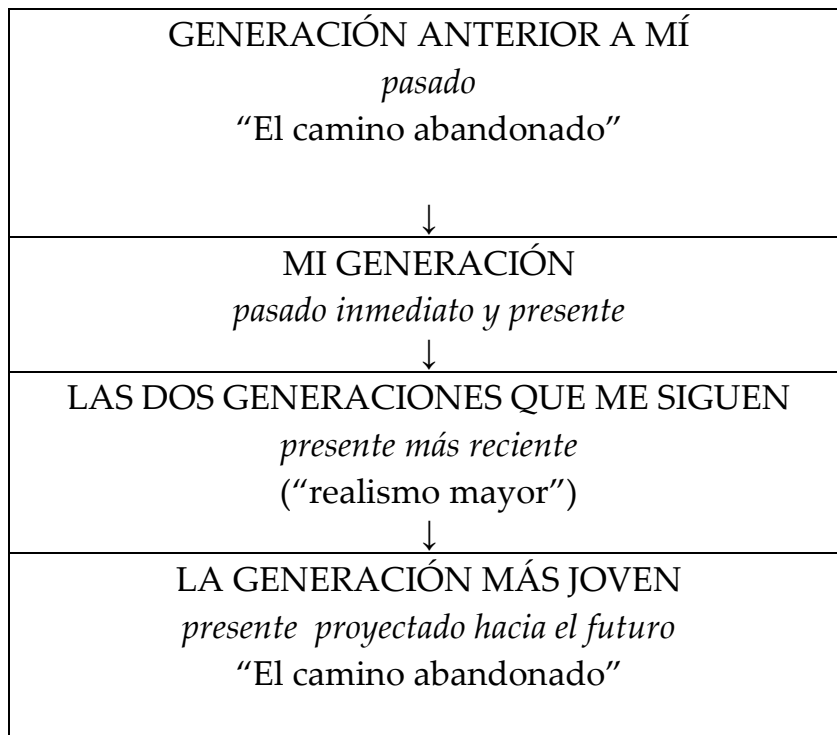 GENERACIÓN ANTERIOR A MÍ
pasado
“El camino abandonado”
↓
MI GENERACIÓN
pasado inmediato y presente
↓
LAS DOS GENERACIONES QUE ME SIGUEN
presente más reciente
(“realismo mayor”)
↓
LA GENERACIÓN MÁS JOVEN
presente proyectado hacia el futuro
“El camino abandonado”